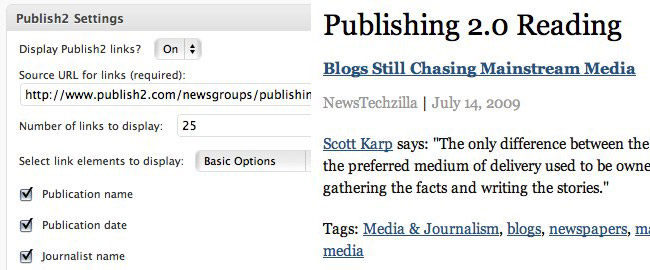 Publish2 Settings
Display Publish2 links? On
Source URL for links (required):
http://www.publish2.com/newsgroups/publishin
Number of links to display: 25
Select link elements to display: Basic Options
Publication name
Publication date
Journalist name
Publishing 2.0 Reading
Blogs Still Chasing Mainstream Media
NewsTechzilla | July 14, 2009
Scott Karp says: "The only difference between the
the preferred medium of delivery used to be owne
gathering the facts and writing the stories."
Tags: Media & Journalism, blogs, newspapers, ma
media